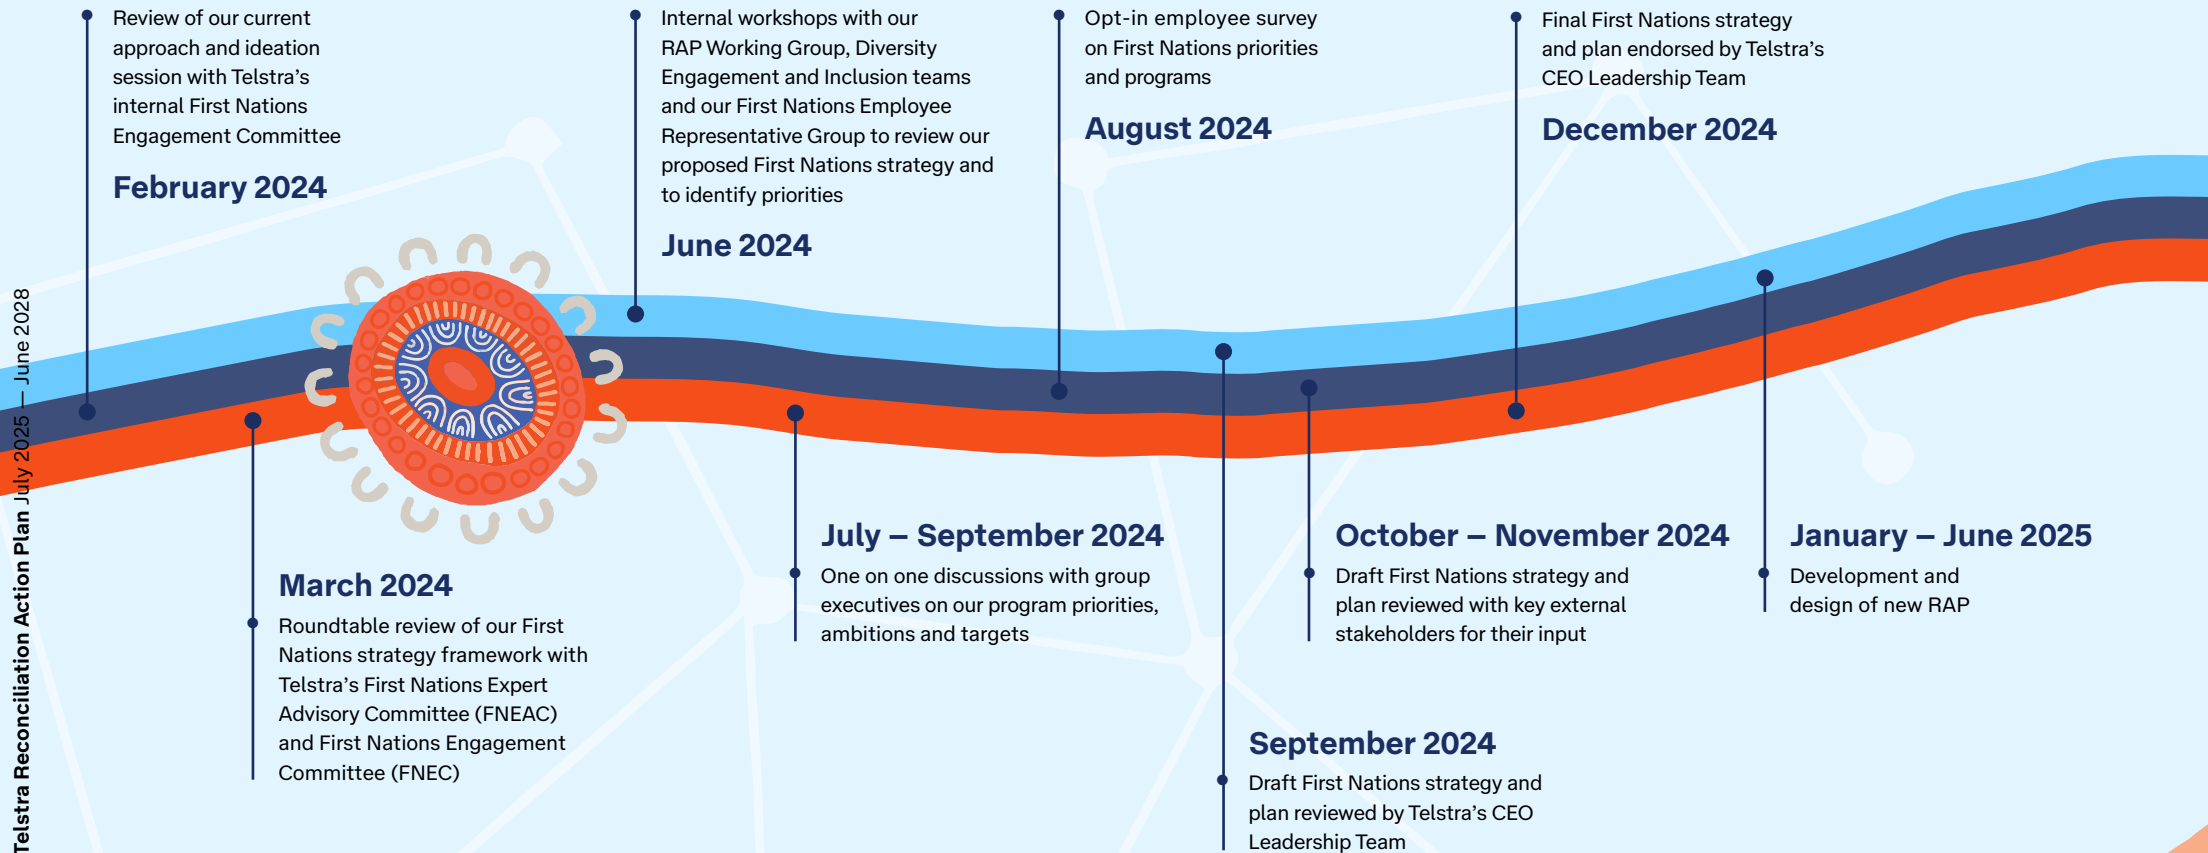 Review of our current
approach and ideation
session with Telstra’s
internal First Nations
Engagement Committee
February 2024
Internal workshops with our
RAP Working Group, Diversity
Engagement and Inclusion teams
and our First Nations Employee
Representative Group to review our
proposed First Nations strategy and
to identify priorities
June 2024
Opt-in employee survey
on First Nations priorities
and programs
August 2024
Final First Nations strategy
and plan endorsed by Telstra’s
CEO Leadership Team
December 2024
March 2024
Roundtable review of our First
Nations strategy framework with
Telstra’s First Nations Expert
Advisory Committee (FNEAC)
and First Nations Engagement
Committee (FNEC)
July – September 2024
One on one discussions with group
executives on our program priorities,
ambitions and targets
September 2024
Draft First Nations strategy and
plan reviewed by Telstra’s CEO
Leadership Team
October – November 2024
Draft First Nations strategy and
plan reviewed with key external
stakeholders for their input
January – June 2025
Development and
design of new RAP
Telstra Reconciliation Action Plan July 2025 — June 2028